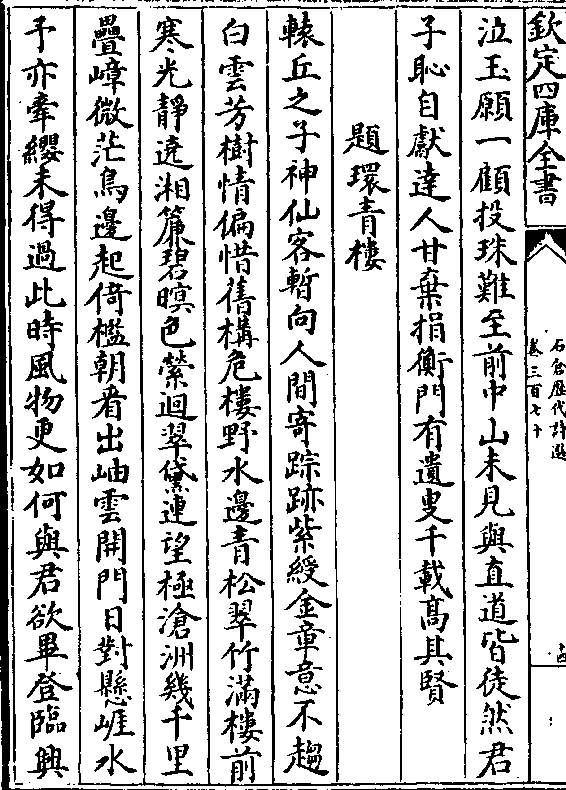 欽定四庫全書
石倉歷代詩選
卷三百七十
泣玉願一顧投珠難至前中山未見與直道皆徒然君
子恥自獻達人甘棄捐衡門有遺叟千載高其賢
題環青樓
轅丘之子神仙客暫向人間寄踪跡紫綬金章意不趨
白雲芳樹情偏惜舊構危樓野水邊青松翠竹滿樓前
寒光靜遶湘簾碧暝色縈迴翠黛連望極滄洲幾千里
疊嶂微茫鳥邊起倚檻朝看出岫雲開門日對懸崖水
予亦牽纓未得過此時風物更如何與君欲畢登臨興